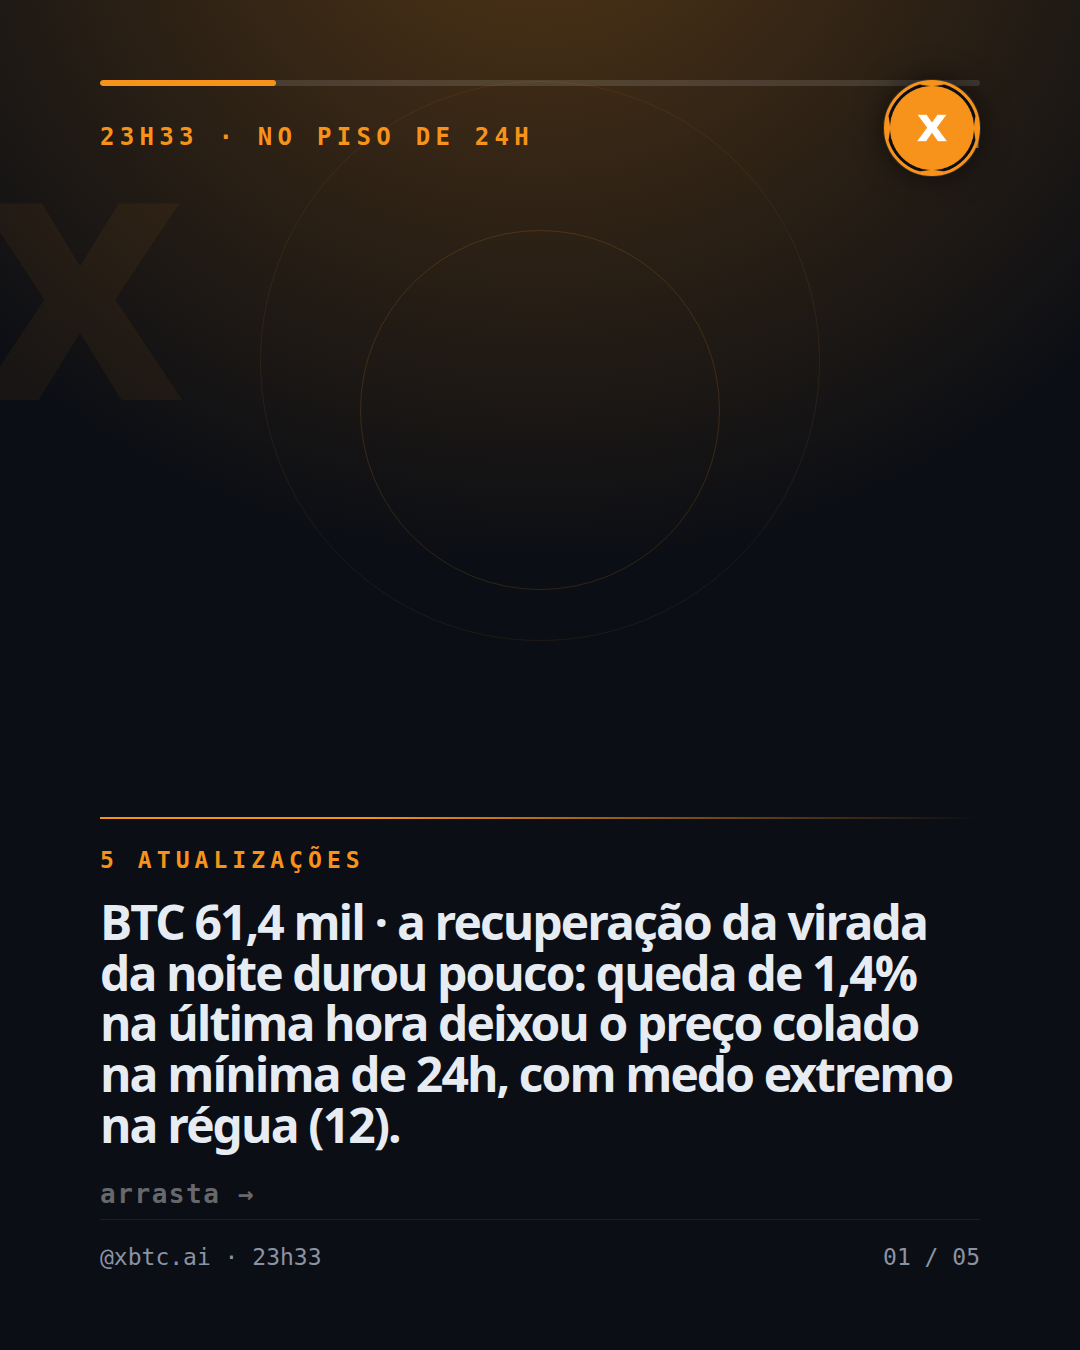 23H33 · NO PISO DE 24H
x
x
5 ATUALIZAÇÕES
BTC 61,4 mil · a recuperação da virada
da noite durou pouco: queda de 1,4%
na última hora deixou o preço colado
na mínima de 24h, com medo extremo
na régua (12).
arrasta →
@xbtc.ai · 23h33
01 / 05